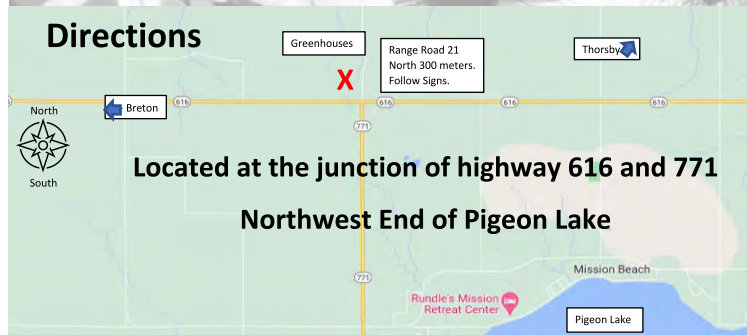 Directions
Greenhouses
Range Road 21
North 300 meters.
Follow Signs.
Thorsby
North
Breton
616
616
616
616
South
771
Located at the junction of highway 616 and 771
Northwest End of Pigeon Lake
771
Mission Beach
Rundle's Mission
Retreat Center
Pigeon Lake
X